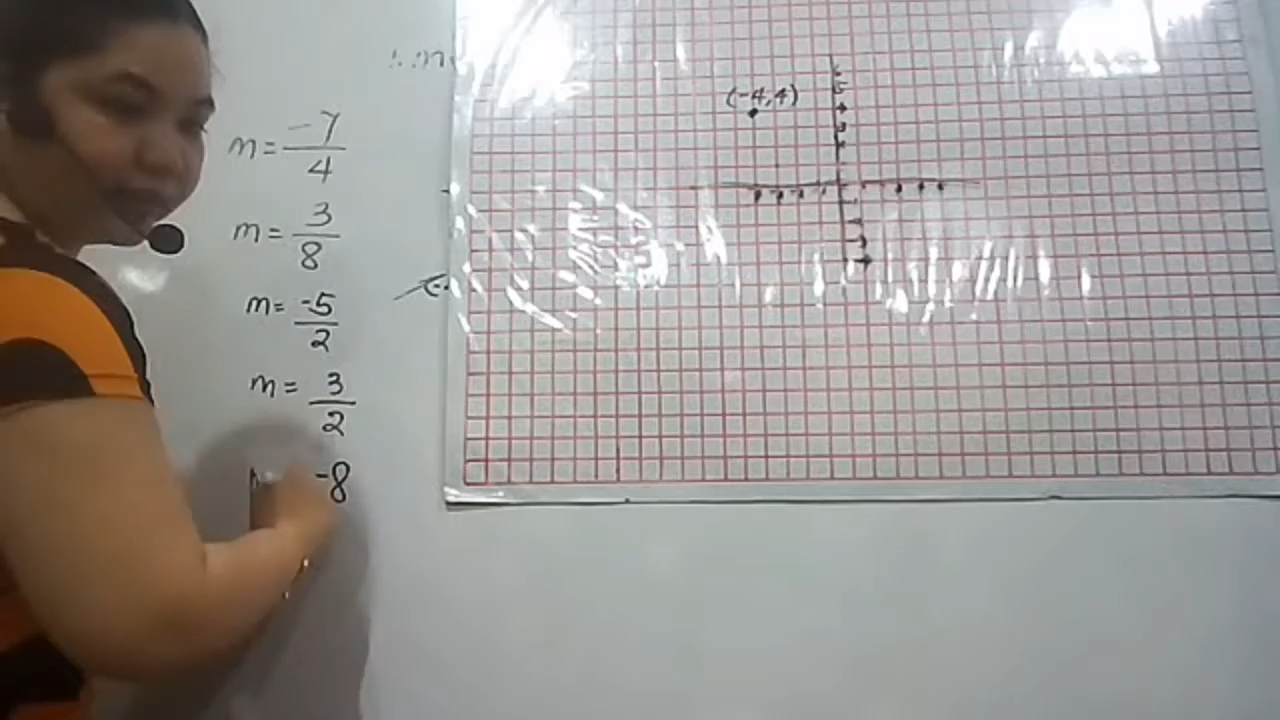 m = -7/4
m = 3/8
m = -5/2
m = 3/2
-8
(-4,4)